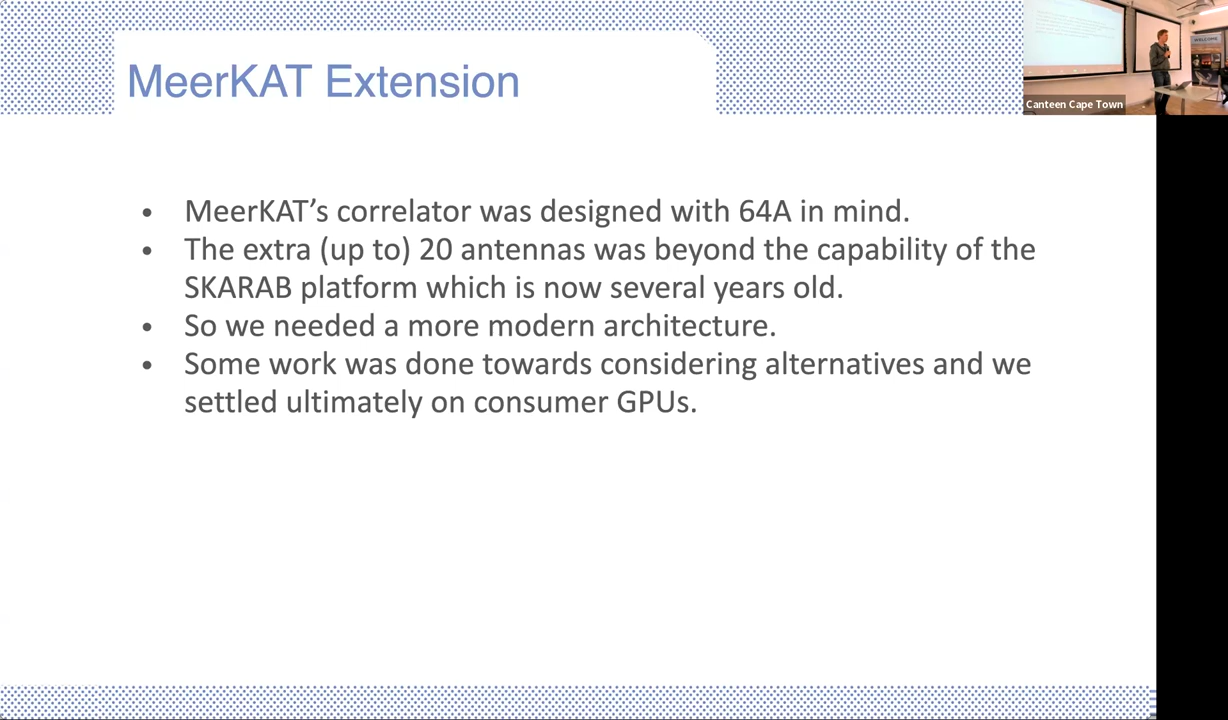 MeerKAT Extension
• MeerKAT’s correlator was designed with 64A in mind.
• The extra (up to) 20 antennas was beyond the capability of the
SKARAB platform which is now several years old.
• So we needed a more modern architecture.
• Some work was done towards considering alternatives and we
settled ultimately on consumer GPUs.
WELCOME
Canteen Cape Town